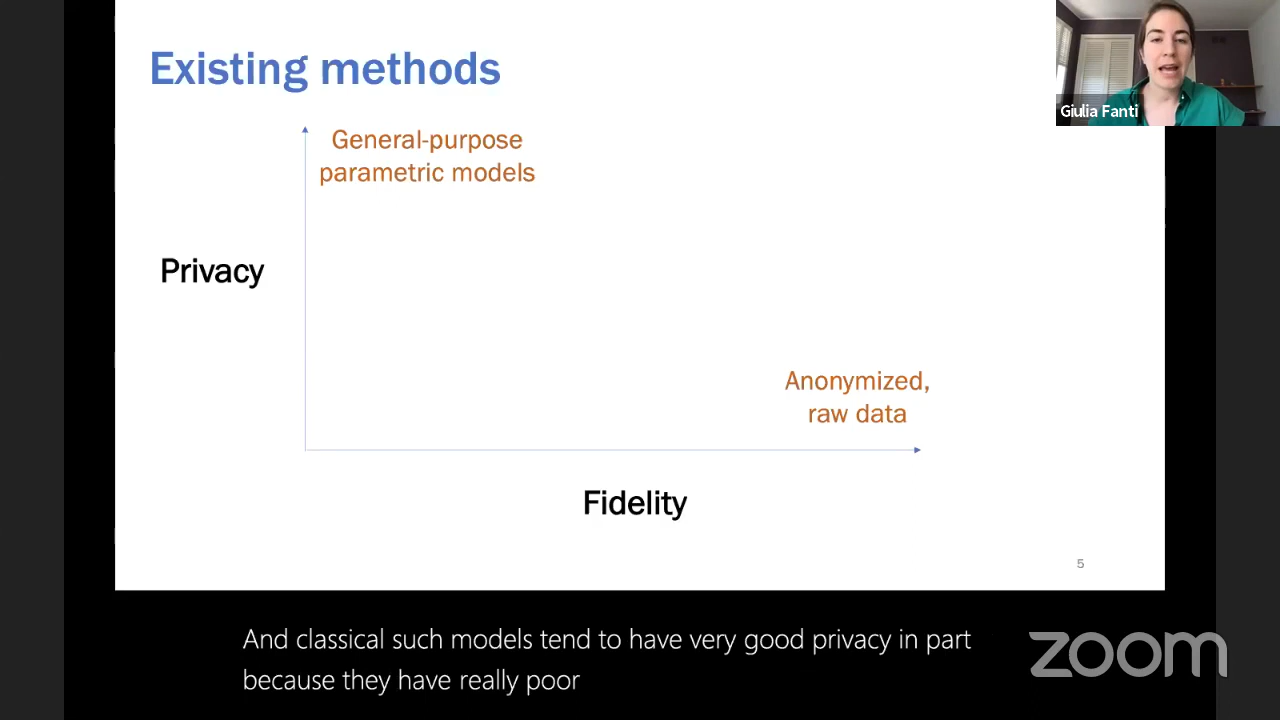 Existing methods
General-purpose
parametric models
Privacy
Anonymized,
raw data
Fidelity
5
Giulia Fanti
And classical such models tend to have very good privacy in part
because they have really poor
zoom